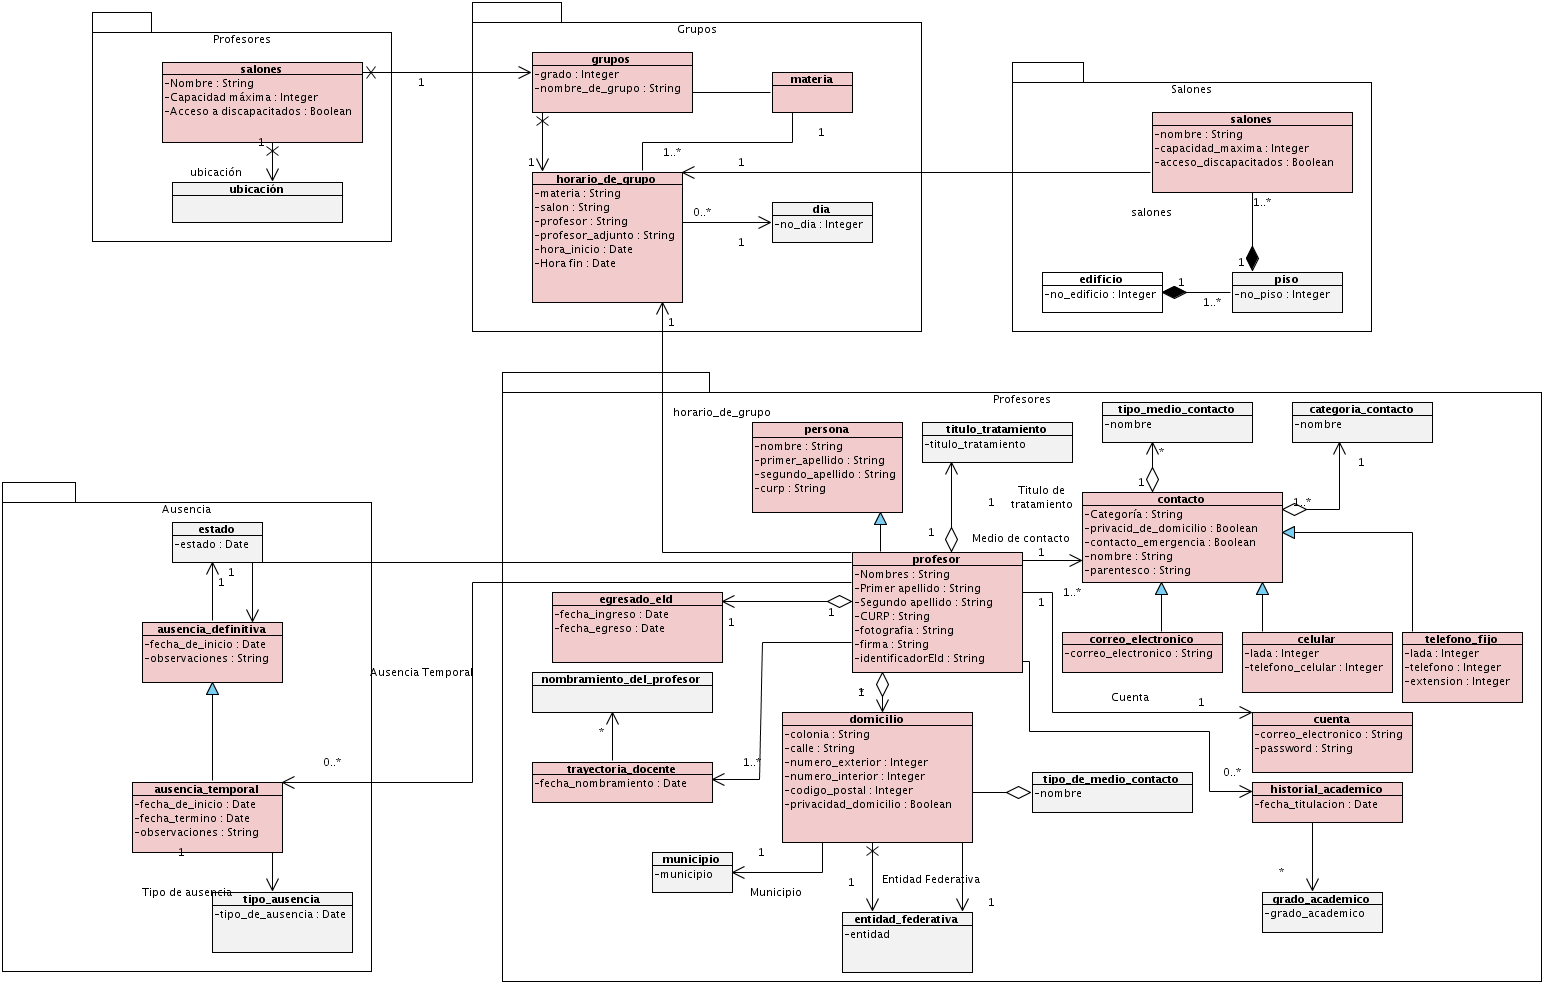 Profesores
salones
-Nombre : String
-Capacidad máxima : Integer
-Acceso a discapacitados : Boolean
1
1
ubicación
ubicación
Grupos
grupos
-grado : Integer
-nombre_de_grupo : String
materia
1
1..*
1
1
horario_de_grupo
-materia : String
-salon : String
-profesor : String
-profesor_adjunto : String
-hora_inicio : Date
-Hora fin : Date
0..*
1
dia
-no_dia : Integer
1
Salones
salones
-nombre : String
-capacidad_maxima : Integer
-acceso_discapacitados : Boolean
1..*
salones
1
edificio
-no_edificio : Integer
1
1..*
piso
-no_piso : Integer
Profesores
horario_de_grupo
persona
-nombre : String
-primer_apellido : String
-segundo_apellido : String
-curp : String
titulo_tratamiento
-titulo_tratamiento
tipo_medio_contacto
-nombre
categoria_contacto
-nombre
*
1
1
1..*
1
Titulo de
tratamiento
1
Medio de contacto
1
1..*
contacto
-Categoría : String
-privacid_de_domicilio : Boolean
-contacto_emergencia : Boolean
-nombre : String
-parentesco : String
profesor
-Nombres : String
-Primer apellido : String
-Segundo apellido : String
-CURP : String
-fotografia : String
-firma : String
-identificadorEld : String
egresado_eld
-fecha_ingreso : Date
-fecha_egreso : Date
1
1
1
correo_electronico
-correo_electronico : String
celular
-lada : Integer
-telefono_celular : Integer
telefono_fijo
-lada : Integer
-telefono : Integer
-extension : Integer
nombramiento_del_profesor
*
1..*
trayectoria_docente
-fecha_nombramiento : Date
*
1
domicilio
-colonia : String
-calle : String
-numero_exterior : Integer
-numero_interior : Integer
-codigo_postal : Integer
-privacidad_domicilio : Boolean
Cuenta
1
cuenta
-correo_electronico : String
-password : String
tipo_de_medio_contacto
-nombre
0..*
historial_academico
-fecha_titulacion : Date
*
grado_academico
-grado_academico
municipio
-municipio
1
Municipio
1
Entidad Federativa
1
entidad_federativa
-entidad
Ausencia
estado
-estado : Date
1
1
ausencia_definitiva
-fecha_de_inicio : Date
-observaciones : String
Ausencia Temporal
0..*
ausencia_temporal
-fecha_de_inicio : Date
-fecha_termino : Date
-observaciones : String
1
Tipo de ausencia
tipo_ausencia
-tipo_de_ausencia : Date